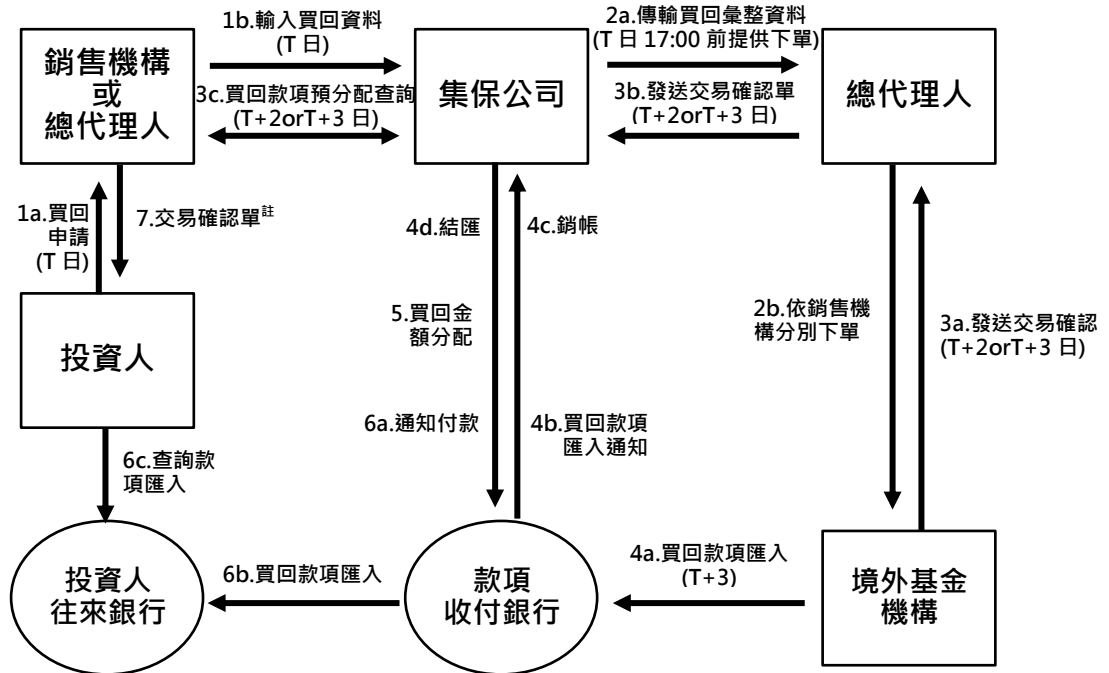 銷售機構
或
總代理人
1b.輸入買回資料
(T 日)
3c.買回款項預分配查詢
(T+2orT+3 日)
集保公司
2a.傳輸買回彙整資料
(T 日 17:00 前提供下單)
3b.發送交易確認單
(T+2orT+3 日)
總代理人
1a.買回
申請
(T 日)
7.交易確認單註
4d.結匯
4c.銷帳
5.買回金
額分配
2b.依銷售機
構分別下單
3a.發送交易確認
(T+2orT+3 日)
投資人
6a.通知付款
4b.買回款項
匯入通知
6c.查詢款
項匯入
投資人
往來銀行
6b.買回款項匯入
款項
收付銀行
4a.買回款項匯入
(T+3)
境外基金
機構